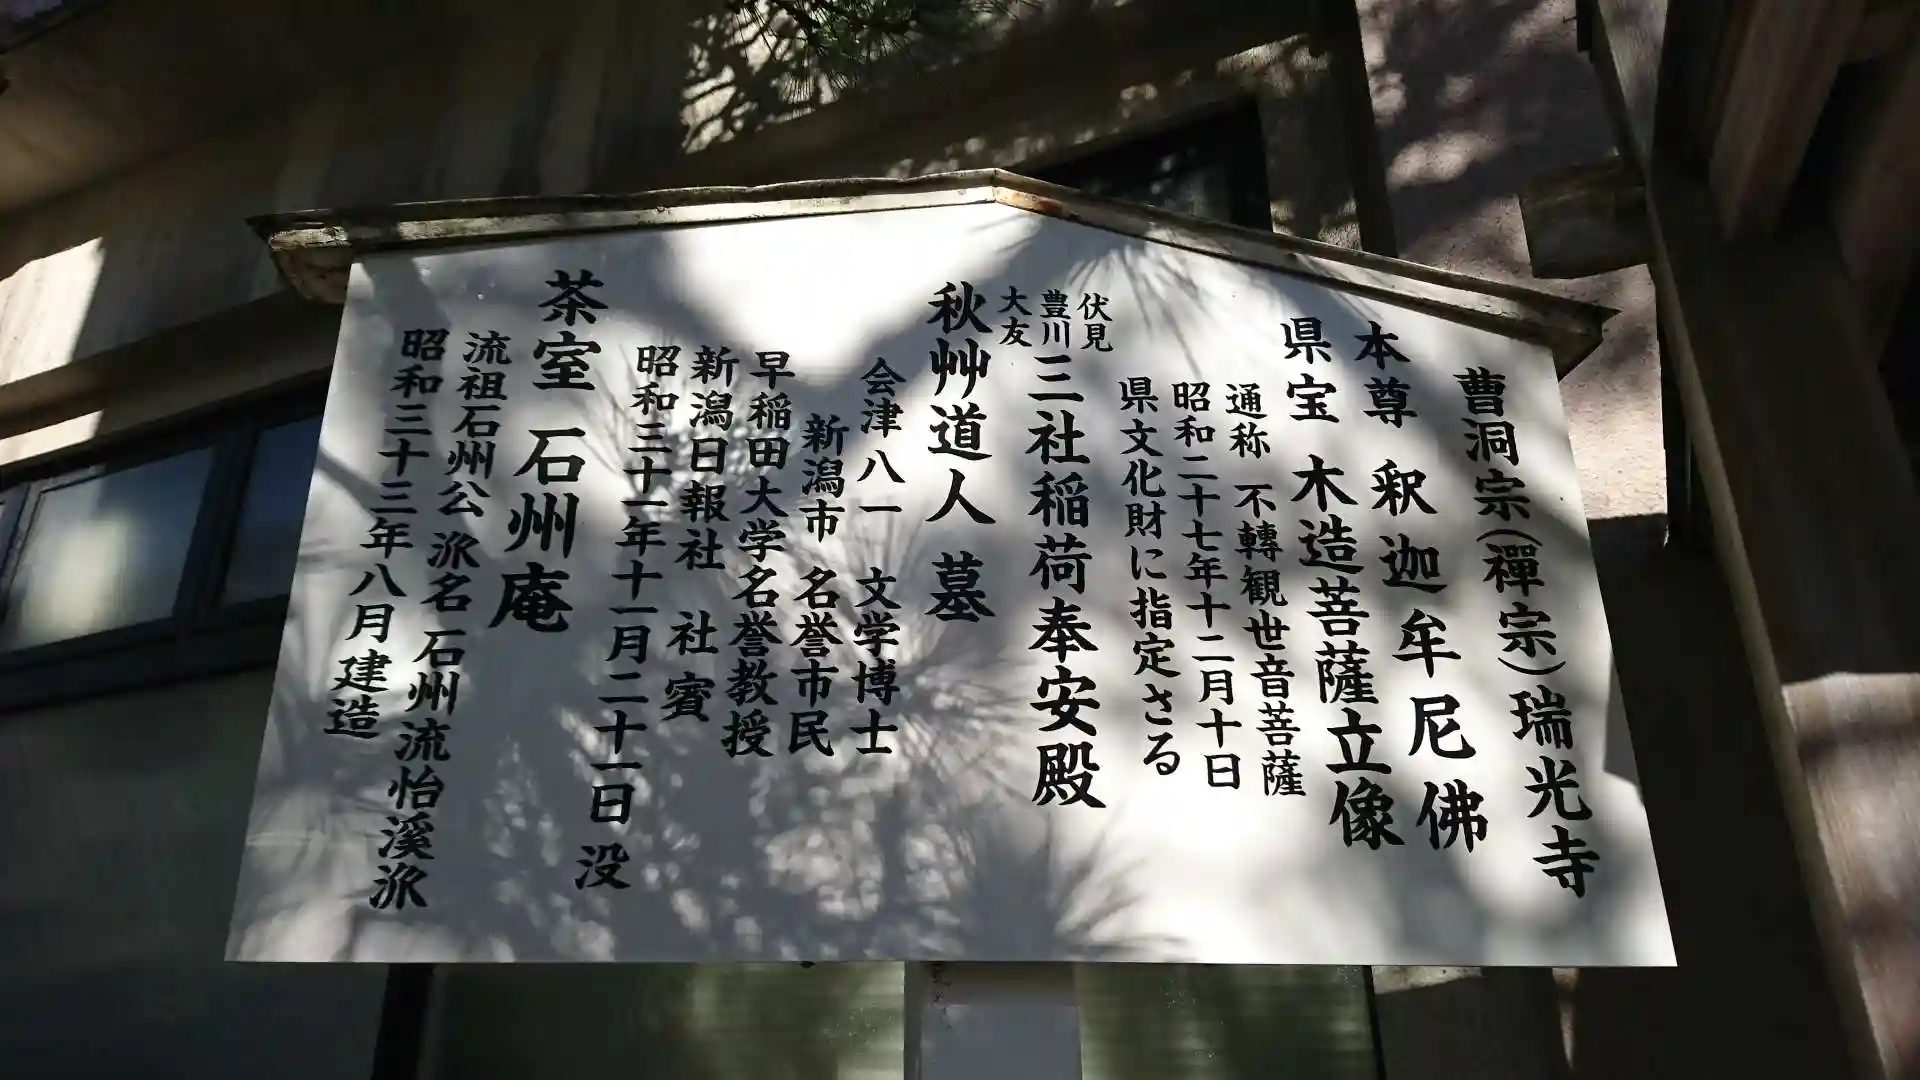 曹洞宗(禪宗)瑞光寺
本尊 釈迦牟尼佛
県宝 木造菩薩立像
通称 不轉観世音菩薩
昭和二十七年十二月十日
県文化財に指定さる
伏見
豊川
大友
三社稲荷奉安殿
秋艸道人 墓
会津八一 文学博士
新潟市 名誉市民
早稲田大学名誉教授
新潟日報社 社賓
昭和三十一年十一月二十一日 没
茶室 石州庵
流祖石州公 派名 石州流怡溪派
昭和三十三年八月建造